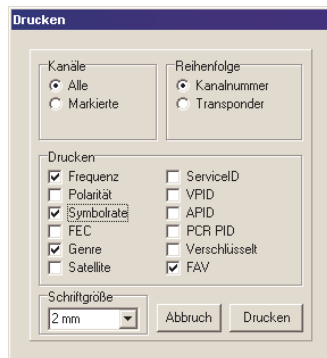 Drucken
Kanäle
Alle
Markierte
Reihenfolge
Kanalnummer
Transponder
Drucken
Frequenz
Polarität
Symbolrate
FEC
Genre
Satellite
ServiceID
VPID
APID
PCR PID
Verschlüsselt
FAV
Schriftgröße
2 mm
Abbruch
Drucken